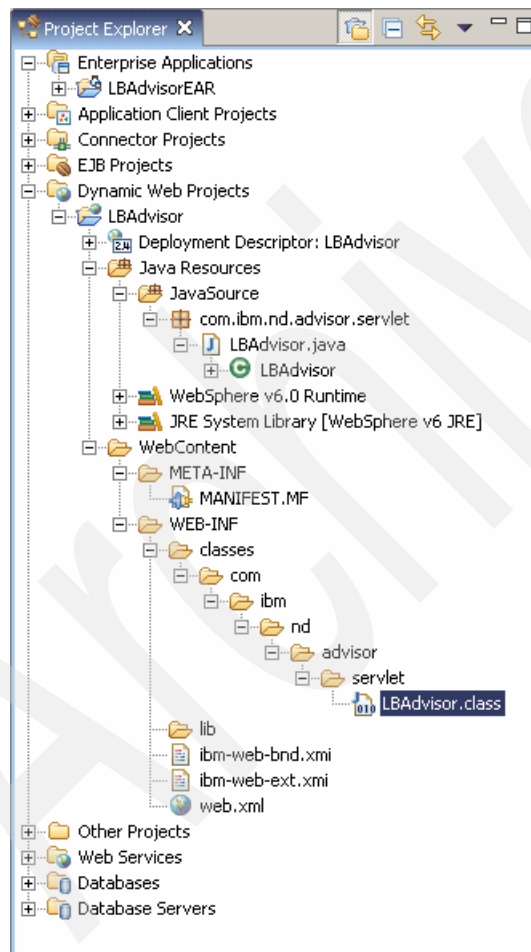 Project Explorer
Enterprise Applications
LBAdvisorEAR
Application Client Projects
Connector Projects
EJB Projects
Dynamic Web Projects
LBAdvisor
2.4 Deployment Descriptor: LBAdvisor
Java Resources
JavaSource
com.ibm.nd.advisor.servlet
J LBAdvisor.java
C LBAdvisor
WebSphere v6.0 Runtime
JRE System Library [WebSphere v6 JRE]
WebContent
META-INF
MANIFEST.MF
WEB-INF
classes
com
ibm
nd
advisor
servlet
010 LBAdvisor.class
lib
ibm-web-bnd.xmi
ibm-web-ext.xmi
web.xml
Other Projects
Web Services
Databases
Database Servers